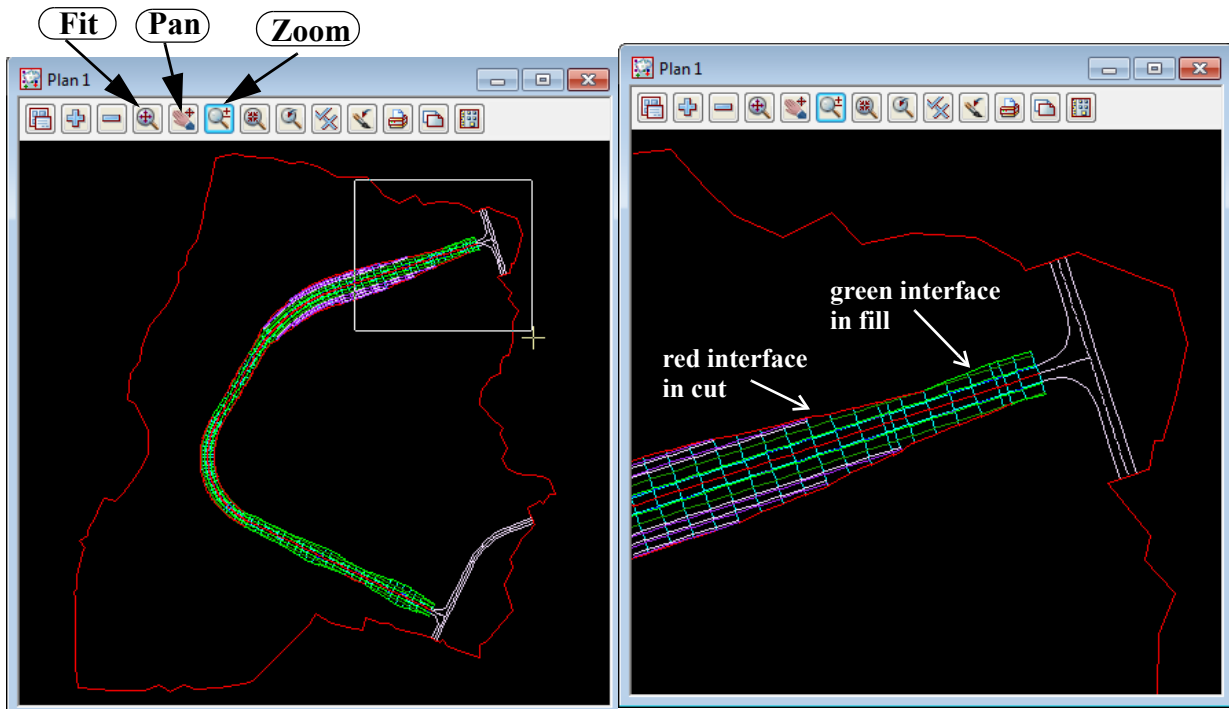 Fit
Pan
Zoom
Plan 1
Plan 1
green interface
in fill
red interface
in cut